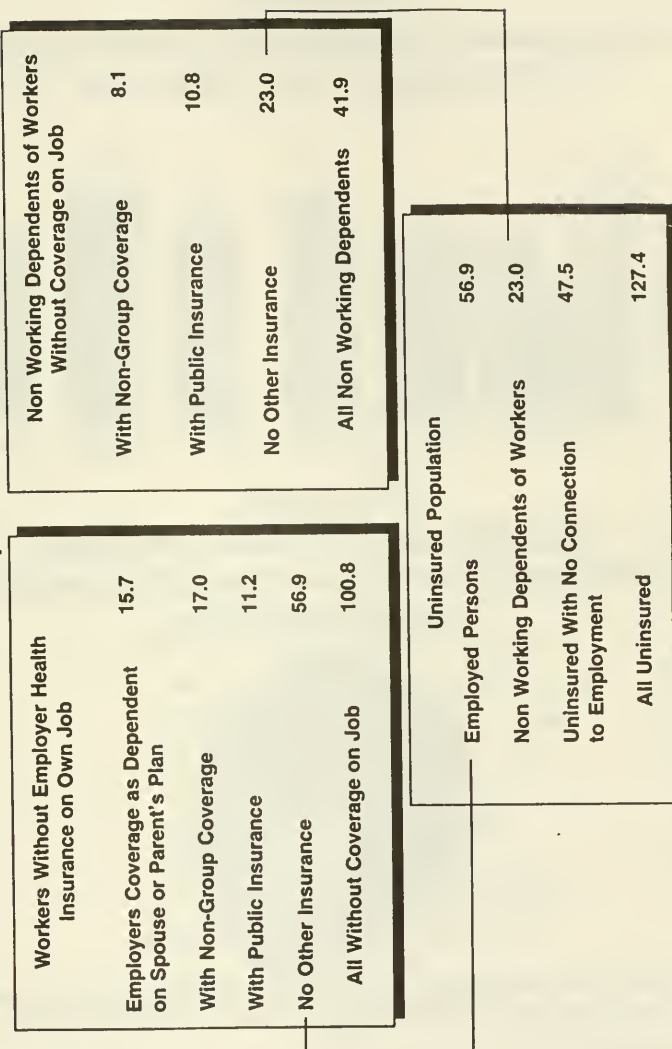 Workers Without Employer Health
Insurance on Own Job
Employers Coverage as Dependent
on Spouse or Parent's Plan 15.7
With Non-Group Coverage 17.0
With Public Insurance 11.2
No Other Insurance 56.9
All Without Coverage on Job 100.8
Non Working Dependents of Workers
Without Coverage on Job
With Non-Group Coverage 8.1
With Public Insurance 10.8
No Other Insurance 23.0
All Non Working Dependents 41.9
Uninsured Population
Employed Persons 56.9
Non Working Dependents of Workers 23.0
Uninsured With No Connection
to Employment 47.5
All Uninsured 127.4